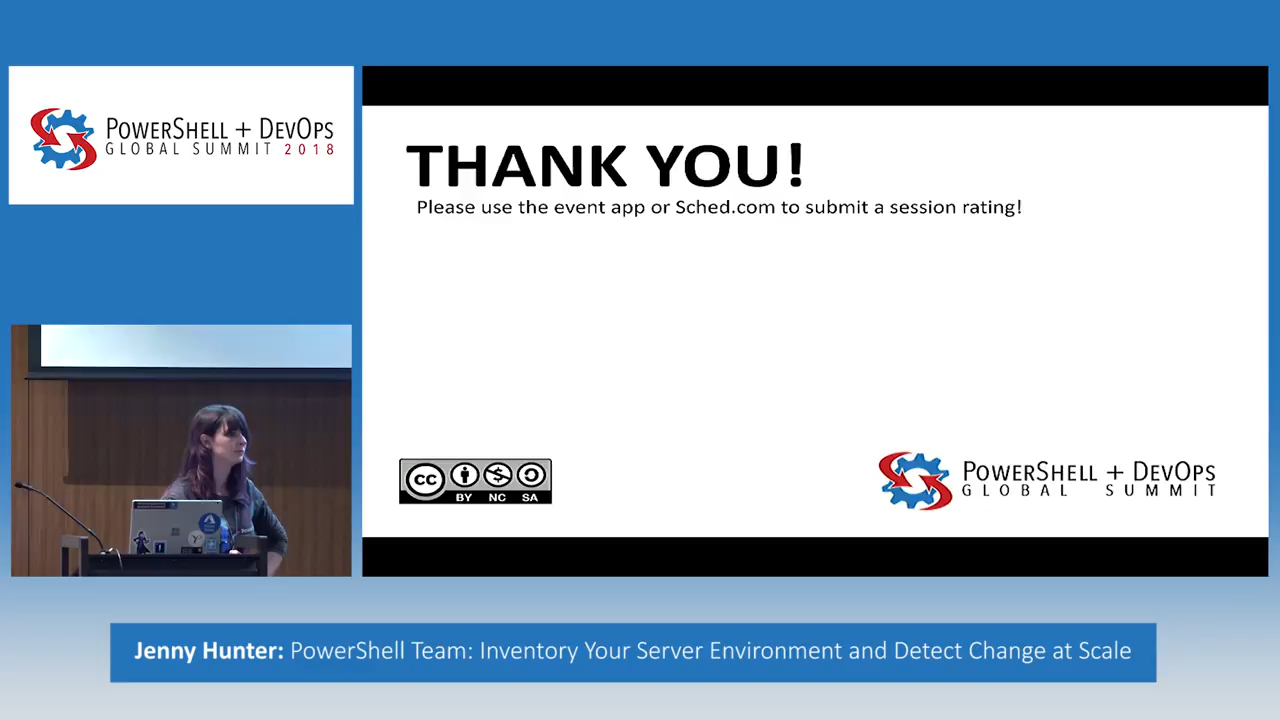 POWERSHELL + DEVOPS
GLOBAL SUMMIT 2018
THANK YOU!
Please use the event app or Sched.com to submit a session rating!
cc
BY NC SA
POWERSHELL + DEVOPS
GLOBAL SUMMIT
Jenny Hunter: PowerShell Team: Inventory Your Server Environment and Detect Change at Scale